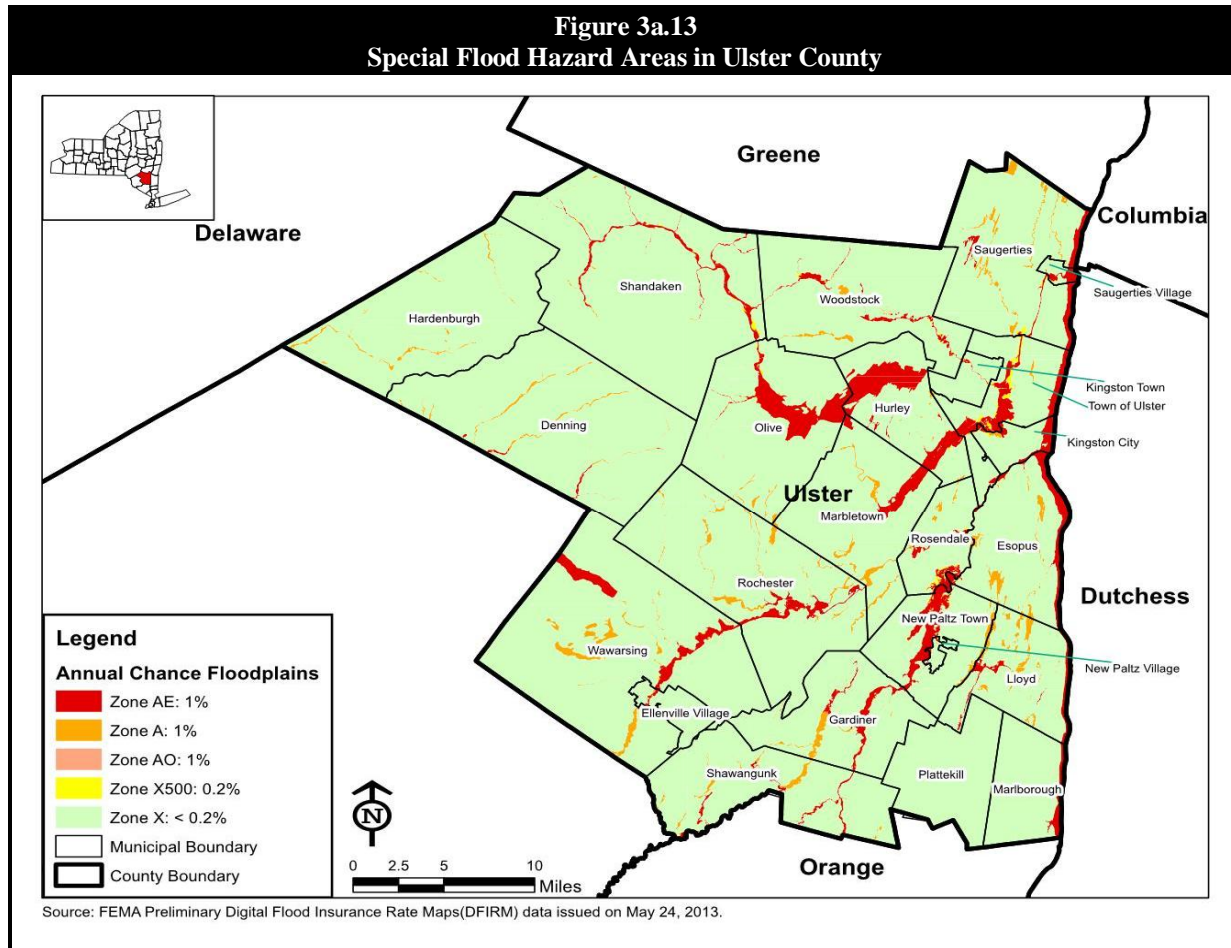 Figure 3a.13
Special Flood Hazard Areas in Ulster County
Greene
Columbia
Delaware
Saugerties
Saugerties Village
Shandaken
Woodstock
Hardenburgh
Kingston Town
Town of Ulster
Hurley
Olive
Denning
Kingston City
Ulster
Marbletown
Rosendale
Esopus
Rochester
Dutchess
New Paltz Town
Wawarsing
New Paltz Village
Lloyd
Ellenville Village
Gardiner
Shawangunk
Plattekill
Marlborough
Orange
Legend
Annual Chance Floodplains
Zone AE: 1%
Zone A: 1%
Zone AO: 1%
Zone X500: 0.2%
Zone X: < 0.2%
Municipal Boundary
County Boundary
N
0 2.5 5 10
Miles
Source: FEMA Preliminary Digital Flood Insurance Rate Maps(DFIRM) data issued on May 24, 2013.